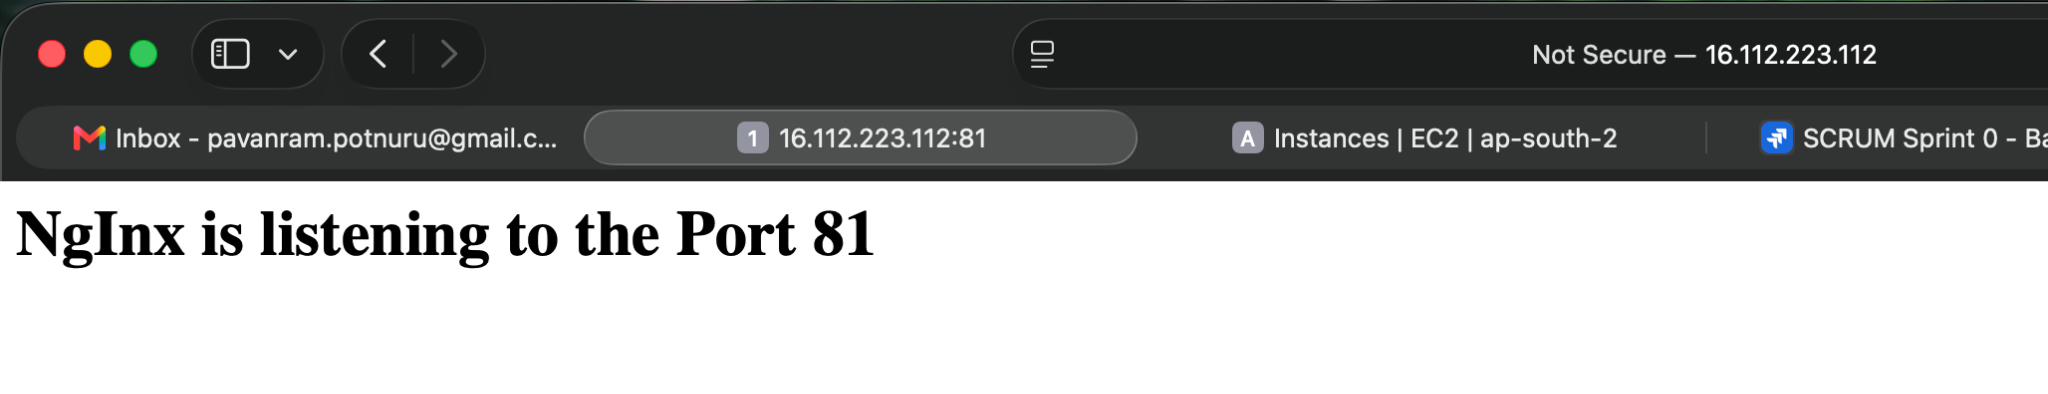 Not Secure — 16.112.223.112
Inbox - pavanram.potnuru@gmail.c...
1 16.112.223.112:81
A Instances | EC2 | ap-south-2
SCRUM Sprint 0 - Ba
NgInx is listening to the Port 81